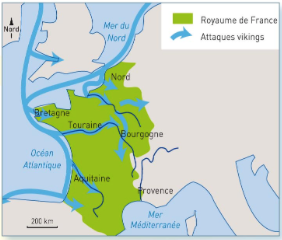 Royaume de France
Attaques vikings
Nord
Mer du
Nord
Nord
Bretagne
Touraine
Bourgogne
Océan
Atlantique
Aquitaine
Provence
Mer
Méditerranée
200 km